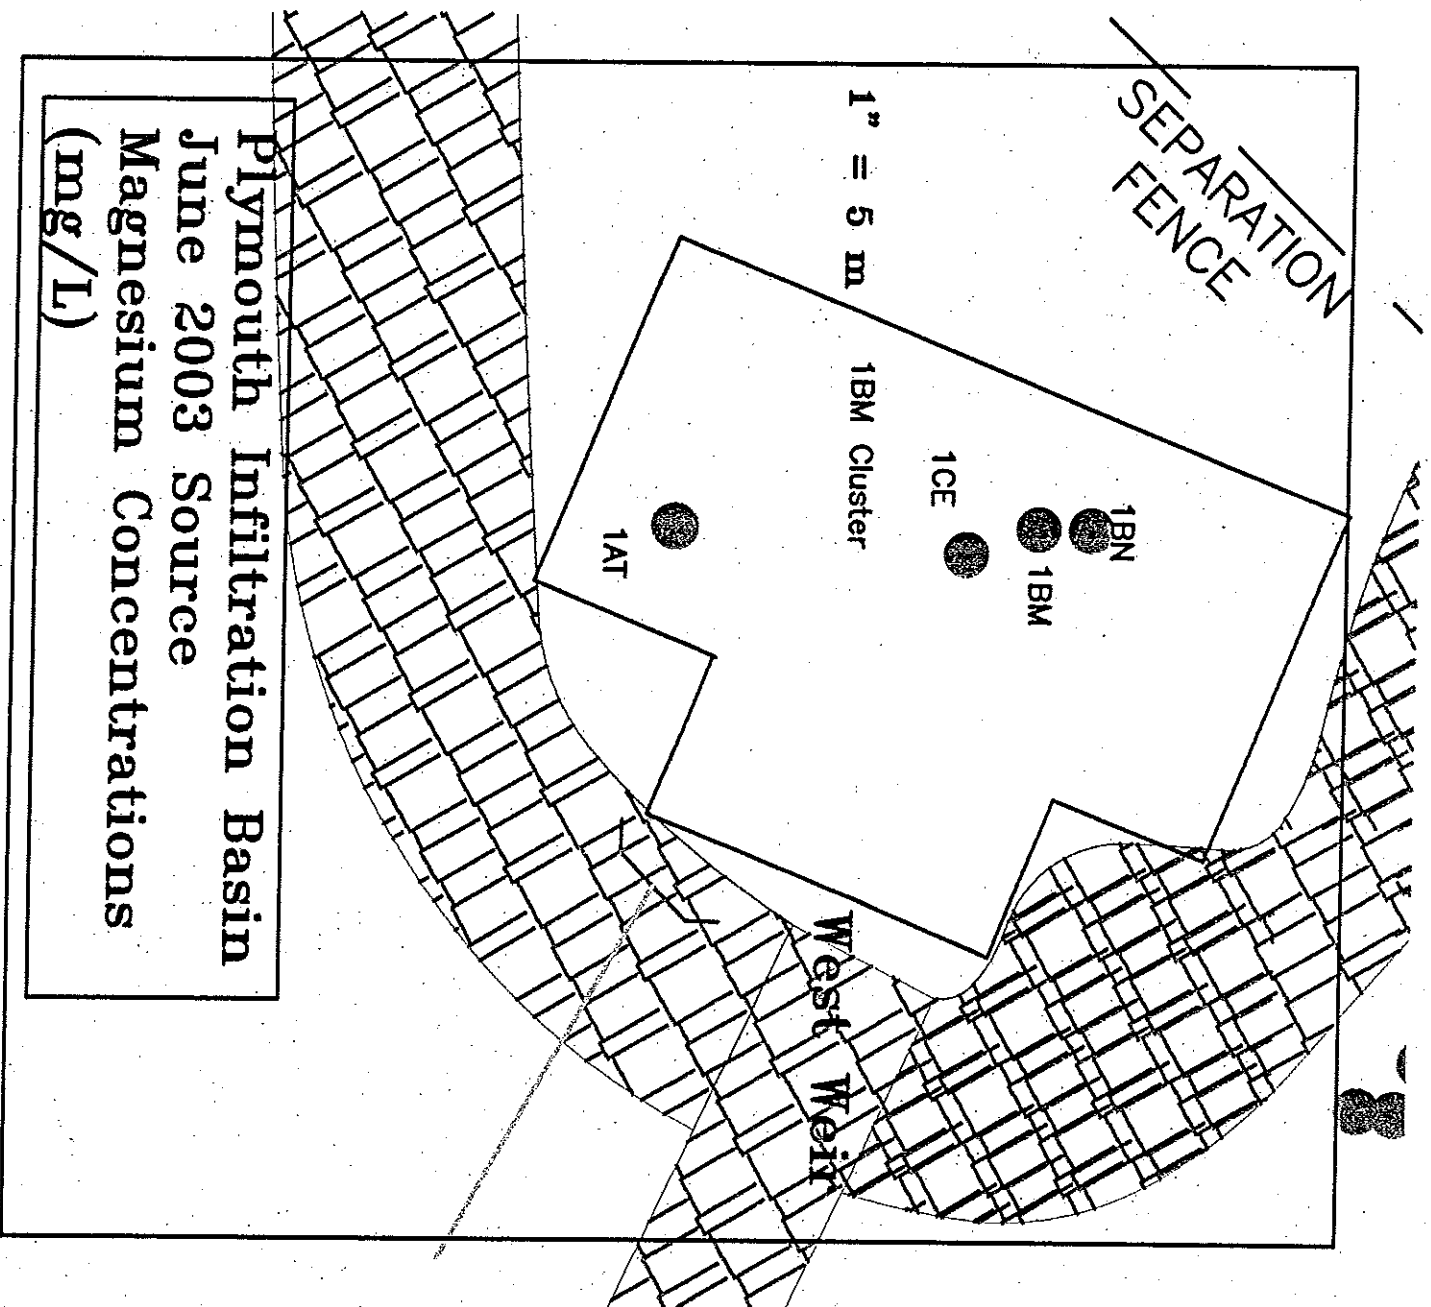 SEPARATION
FENCE
1" = 5 m
1BN
1BM
1CE
1BM Cluster
1AT
West Weir
Plymouth Infiltration Basin
June 2003 Source
Magnesium Concentrations
(mg/L)